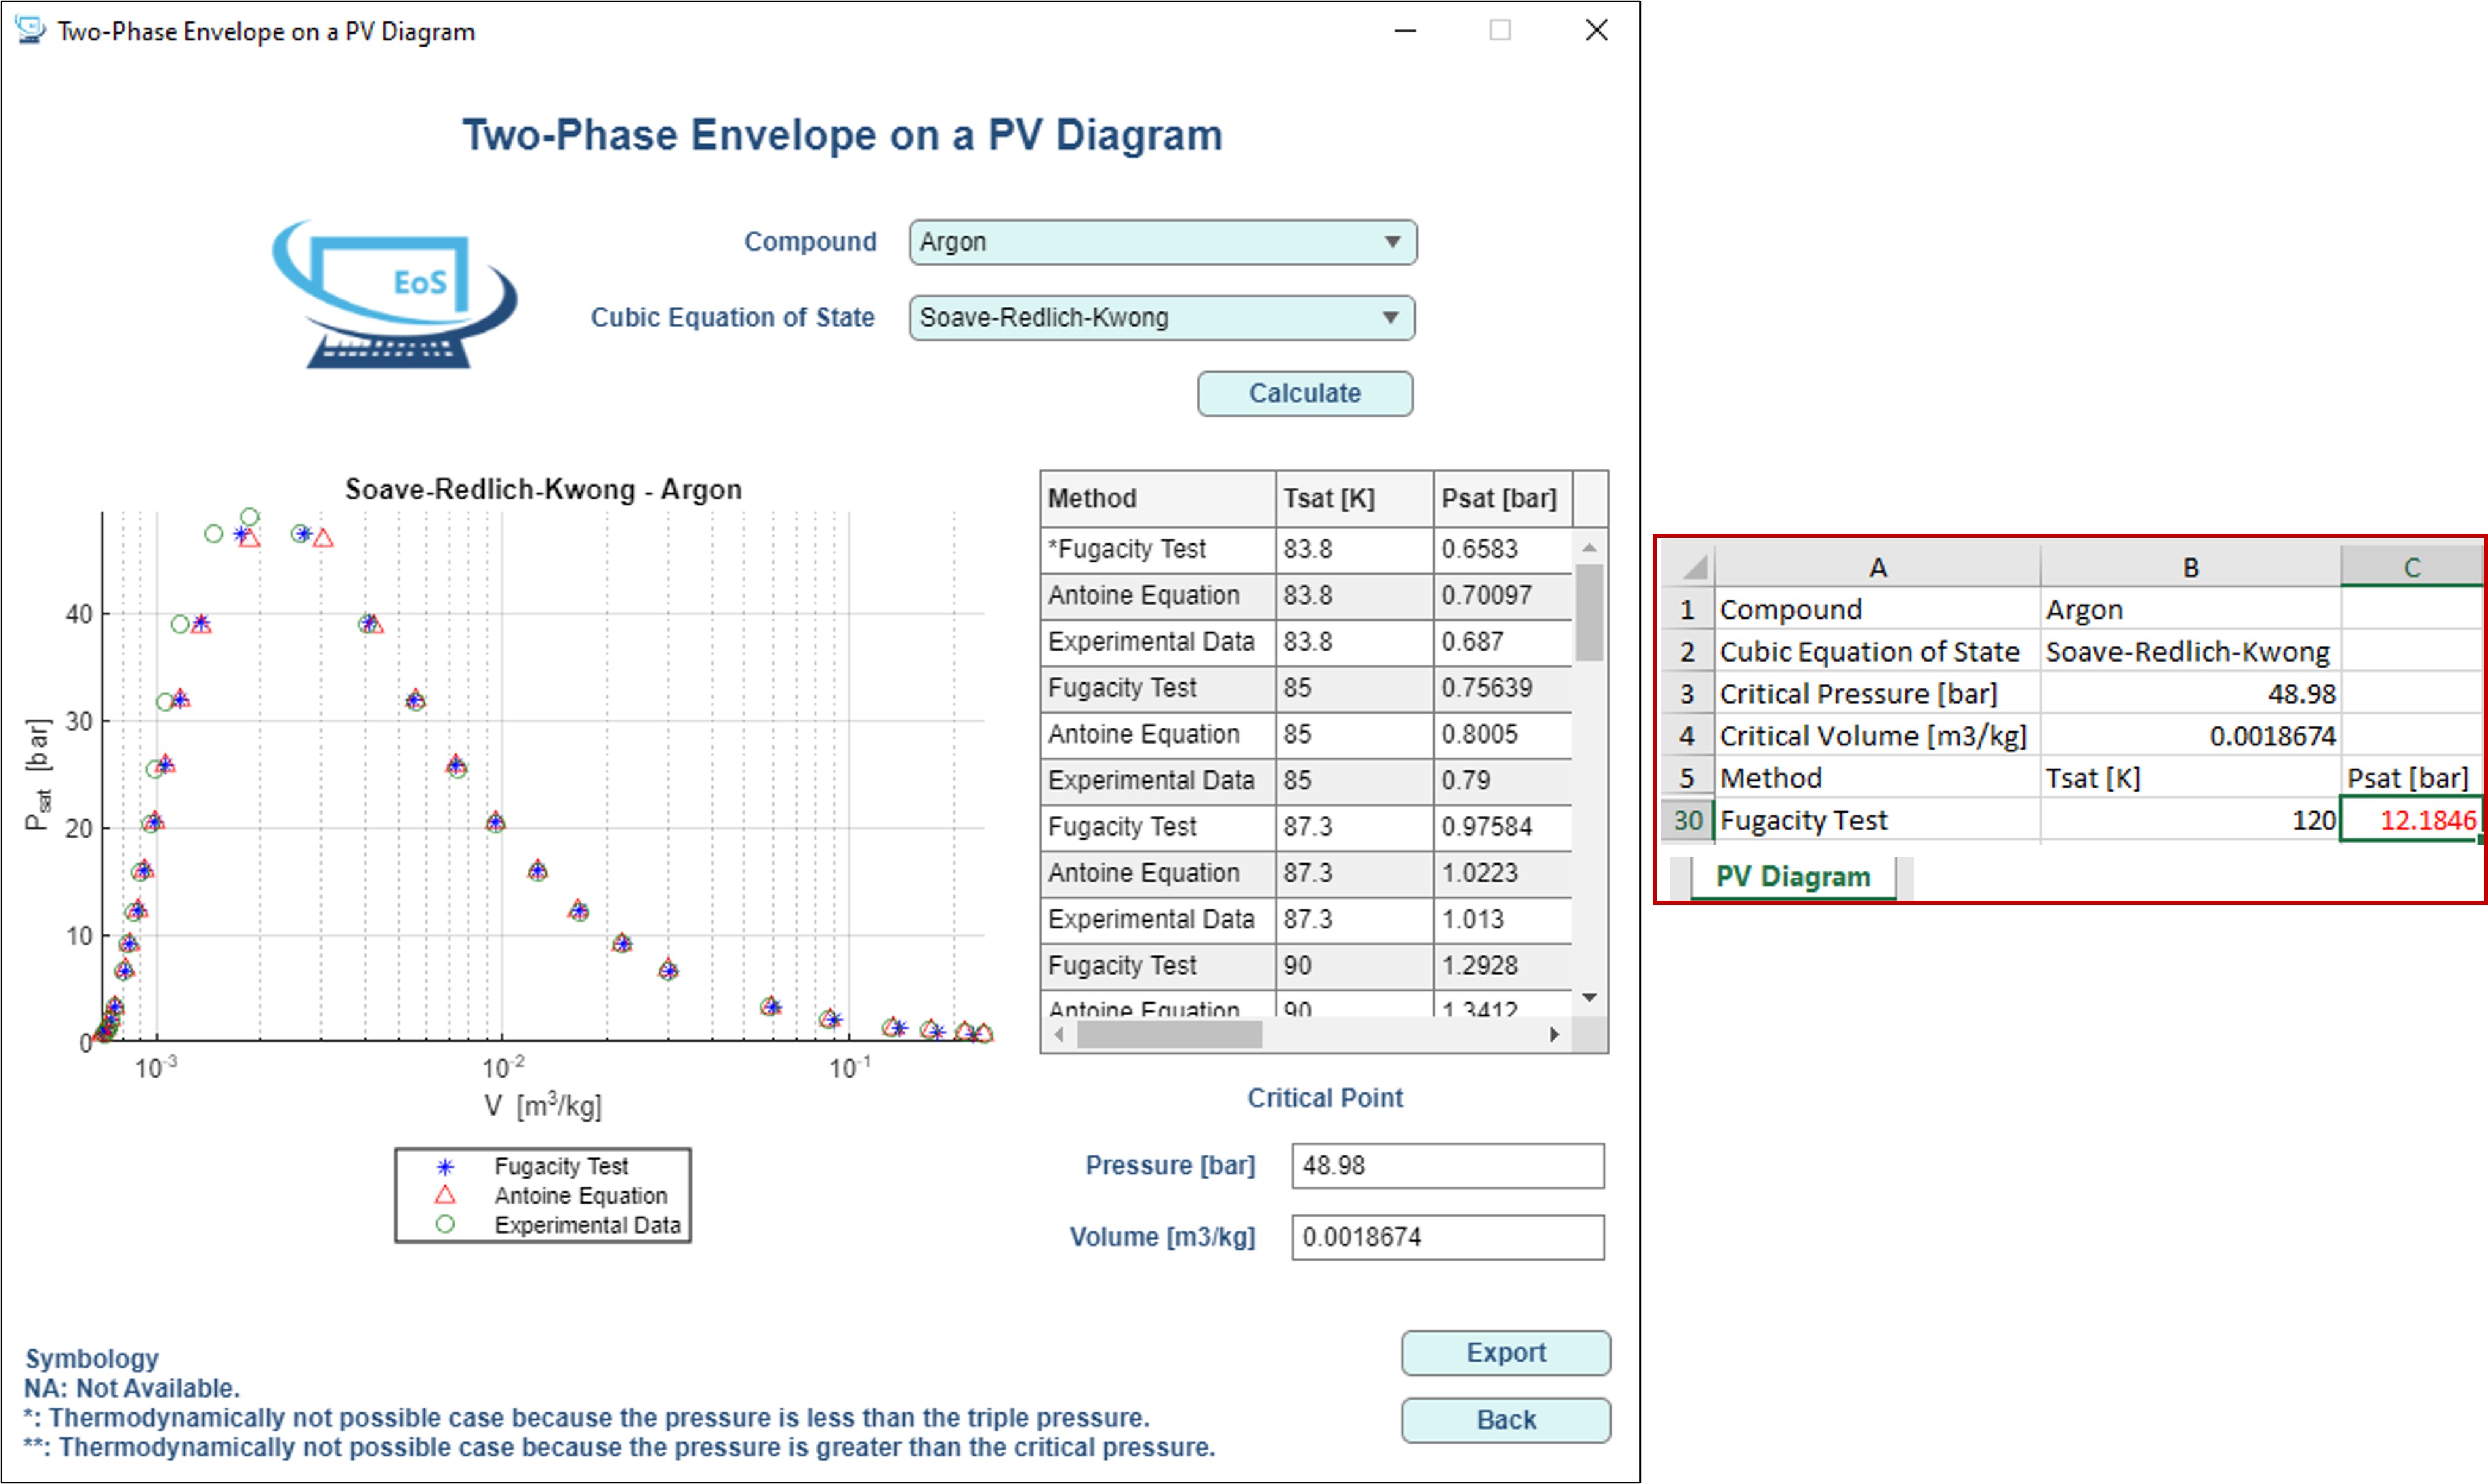 Two-Phase Envelope on a PV Diagram
Two-Phase Envelope on a PV Diagram
EoS
Compound
Argon
Cubic Equation of State
Soave-Redlich-Kwong
Calculate
Soave-Redlich-Kwong - Argon
40
30
20
10
0
Psat [bar]
10-3 10-2 10-1
V [m3/kg]
Fugacity Test
Antoine Equation
Experimental Data
Method Tsat [K] Psat [bar]
*Fugacity Test 83.8 0.6583
Antoine Equation 83.8 0.70097
Experimental Data 83.8 0.687
Fugacity Test 85 0.75639
Antoine Equation 85 0.8005
Experimental Data 85 0.79
Fugacity Test 87.3 0.97584
Antoine Equation 87.3 1.0223
Experimental Data 87.3 1.013
Fugacity Test 90 1.2928
Antoine Equation 90 1.3412
Critical Point
Pressure [bar] 48.98
Volume [m3/kg] 0.0018674
Export
Back
Symbology
NA: Not Available.
*: Thermodynamically not possible case because the pressure is less than the triple pressure.
**: Thermodynamically not possible case because the pressure is greater than the critical pressure.
A B C
1 Compound Argon
2 Cubic Equation of State Soave-Redlich-Kwong
3 Critical Pressure [bar] 48.98
4 Critical Volume [m3/kg] 0.0018674
5 Method Tsat [K] Psat [bar]
30 Fugacity Test 120 12.1846
PV Diagram